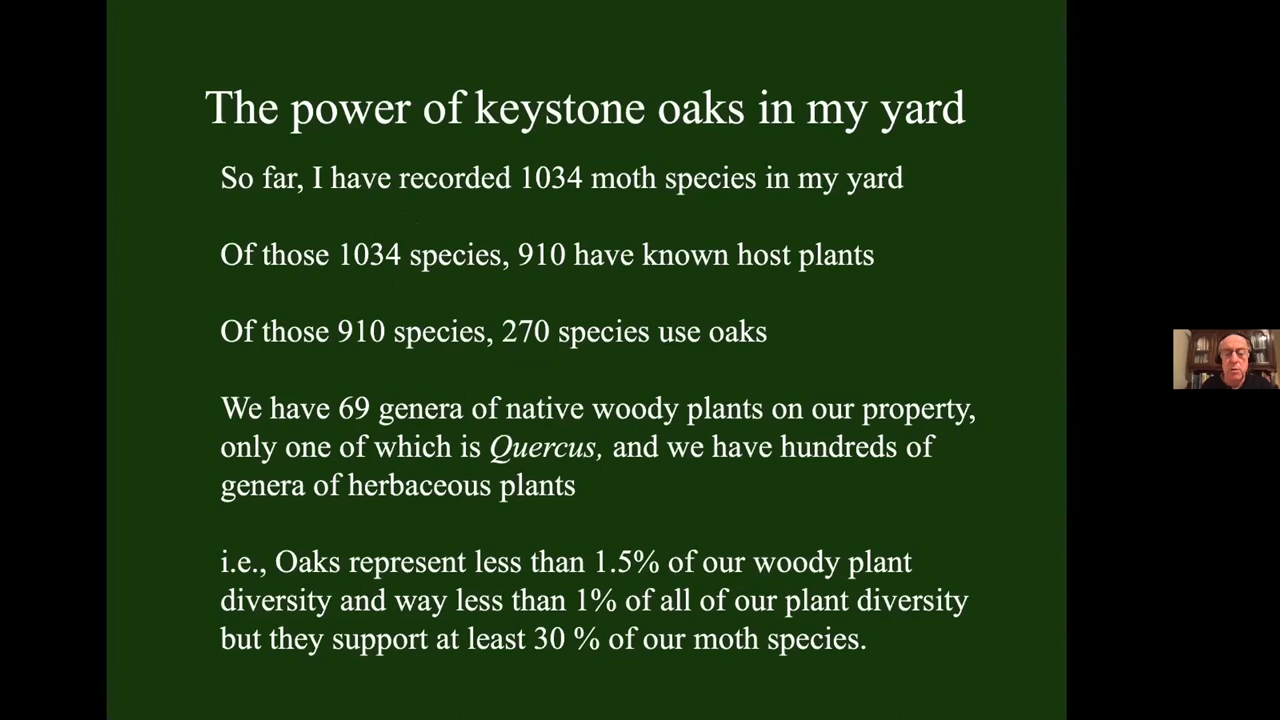 The power of keystone oaks in my yard
So far, I have recorded 1034 moth species in my yard
Of those 1034 species, 910 have known host plants
Of those 910 species, 270 species use oaks
We have 69 genera of native woody plants on our property,
only one of which is Quercus, and we have hundreds of
genera of herbaceous plants
i.e., Oaks represent less than 1.5% of our woody plant
diversity and way less than 1% of all of our plant diversity
but they support at least 30 % of our moth species.